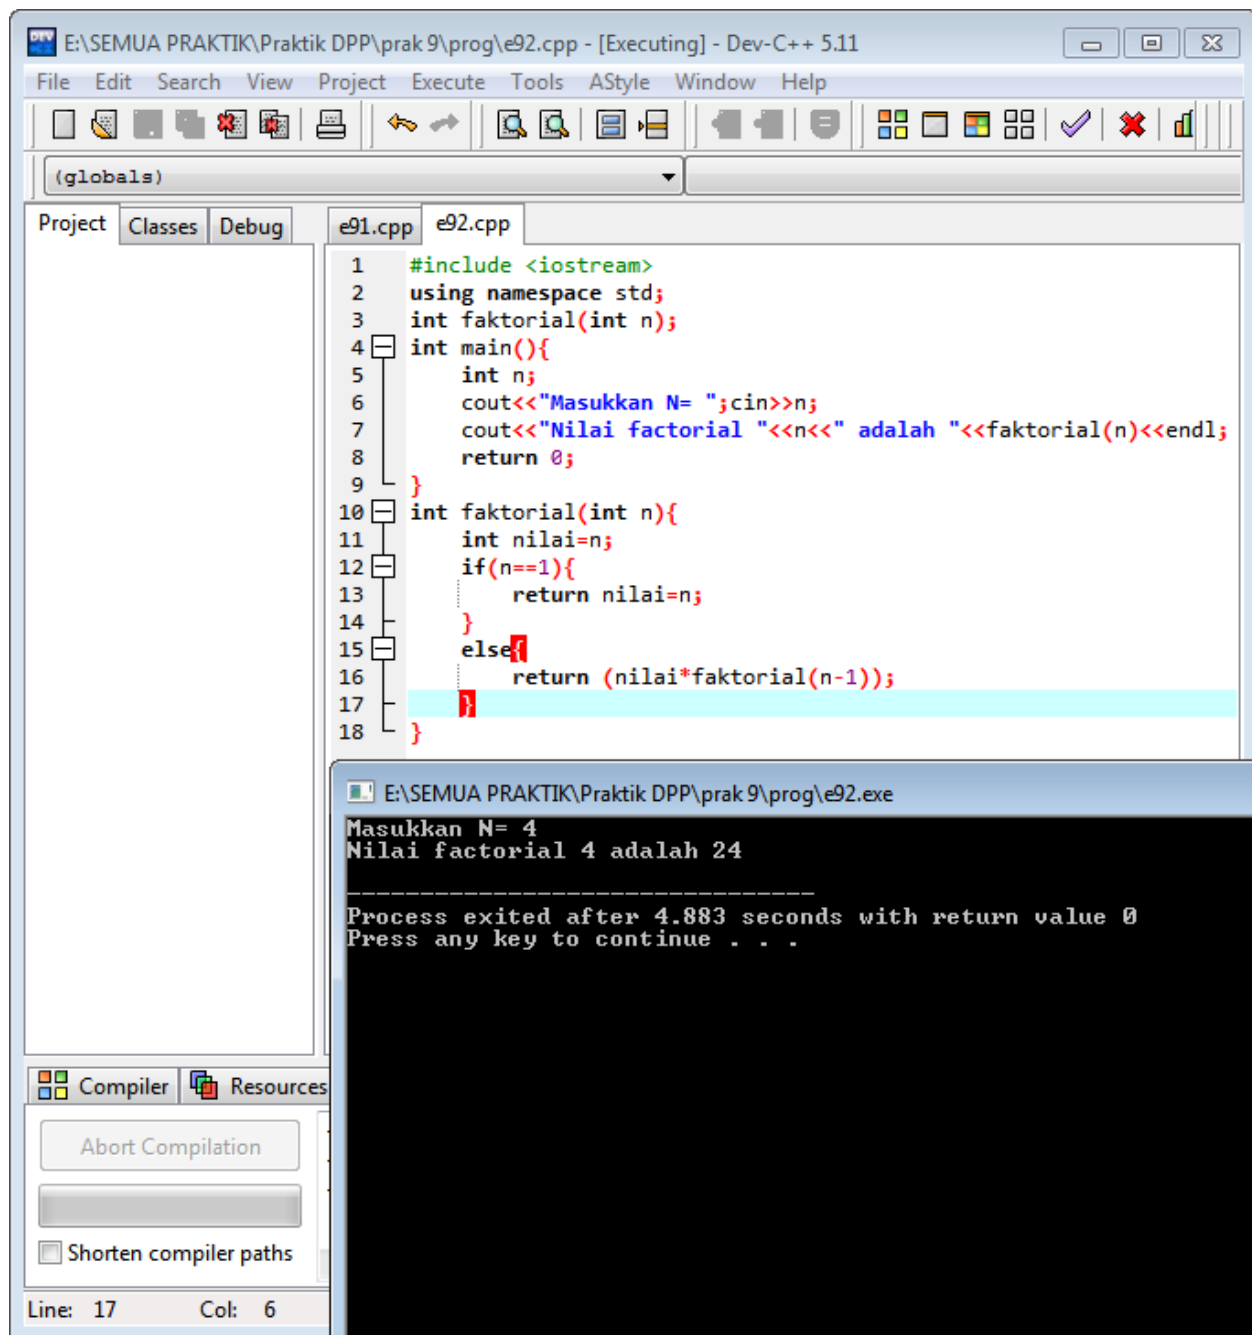 E:\SEMUA PRAKTIK\Praktik DPP\prak 9\prog\e92.cpp - [Executing] - Dev-C++ 5.11
File Edit Search View Project Execute Tools AStyle Window Help
(globals)
Project Classes Debug e91.cpp e92.cpp
1 #include <iostream>
2 using namespace std;
3 int faktorial(int n);
4 int main(){
5 int n;
6 cout<<"Masukkan N= ";cin>>n;
7 cout<<"Nilai factorial "<<n<<" adalah "<<faktorial(n)<<endl;
8 return 0;
9 }
10 int faktorial(int n){
11 int nilai=n;
12 if(n==1){
13 return nilai=n;
14 }
15 else{
16 return (nilai*faktorial(n-1));
17 }
18 }
E:\SEMUA PRAKTIK\Praktik DPP\prak 9\prog\e92.exe
Masukkan N= 4
Nilai factorial 4 adalah 24
--------------------------------
Process exited after 4.883 seconds with return value 0
Press any key to continue . . .
Compiler Resources
Abort Compilation
Shorten compiler paths
Line: 17 Col: 6